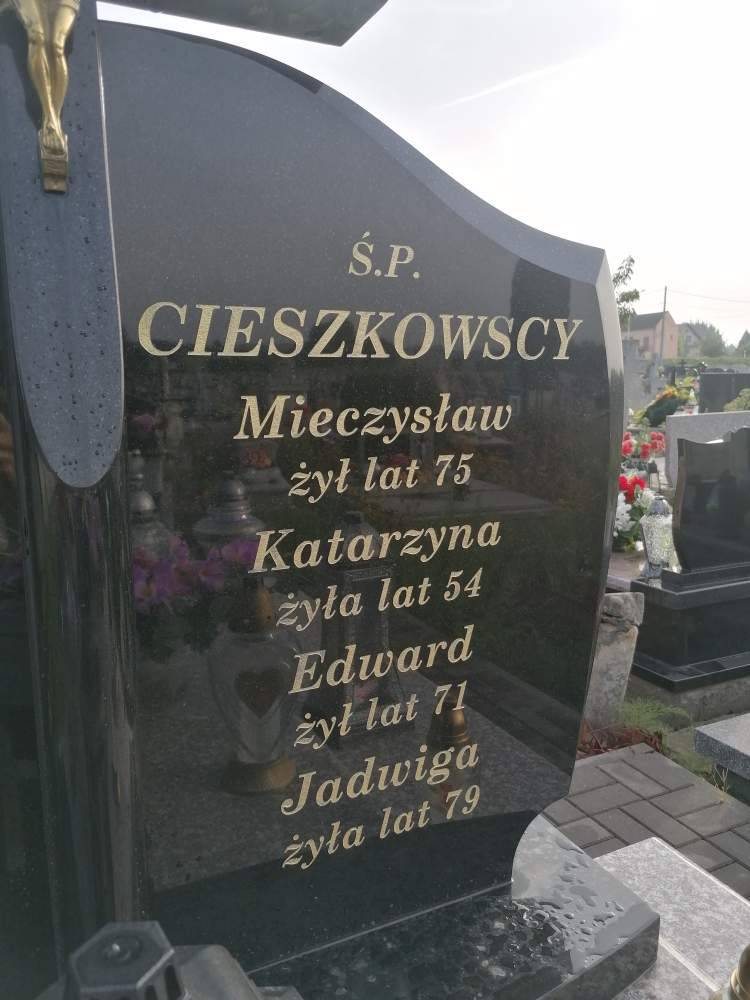 Ś.P.
CIESZKOWSCY
Mieczysław
żył lat 75
Katarzyna
żyła lat 54
Edward
żył lat 71
Jadwiga
żyła lat 79